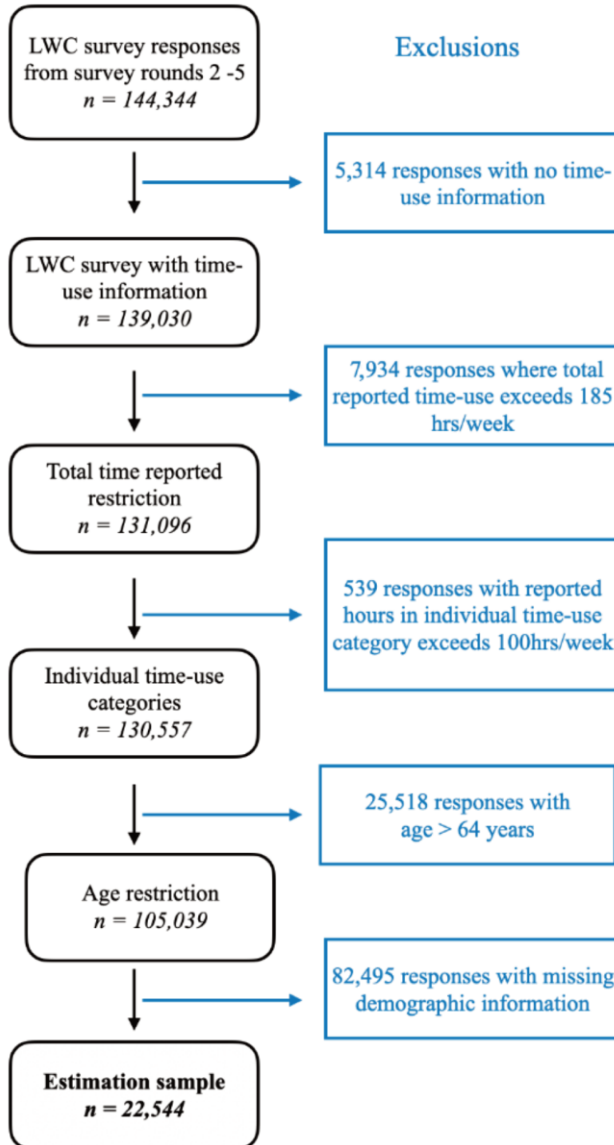 LWC survey responses
from survey rounds 2 -5
n = 144,344
Exclusions
5,314 responses with no time-
use information
LWC survey with time-
use information
n = 139,030
7,934 responses where total
reported time-use exceeds 185
hrs/week
Total time reported
restriction
n = 131,096
539 responses with reported
hours in individual time-use
category exceeds 100hrs/week
Individual time-use
categories
n = 130,557
25,518 responses with
age > 64 years
Age restriction
n = 105,039
82,495 responses with missing
demographic information
Estimation sample
n = 22,544